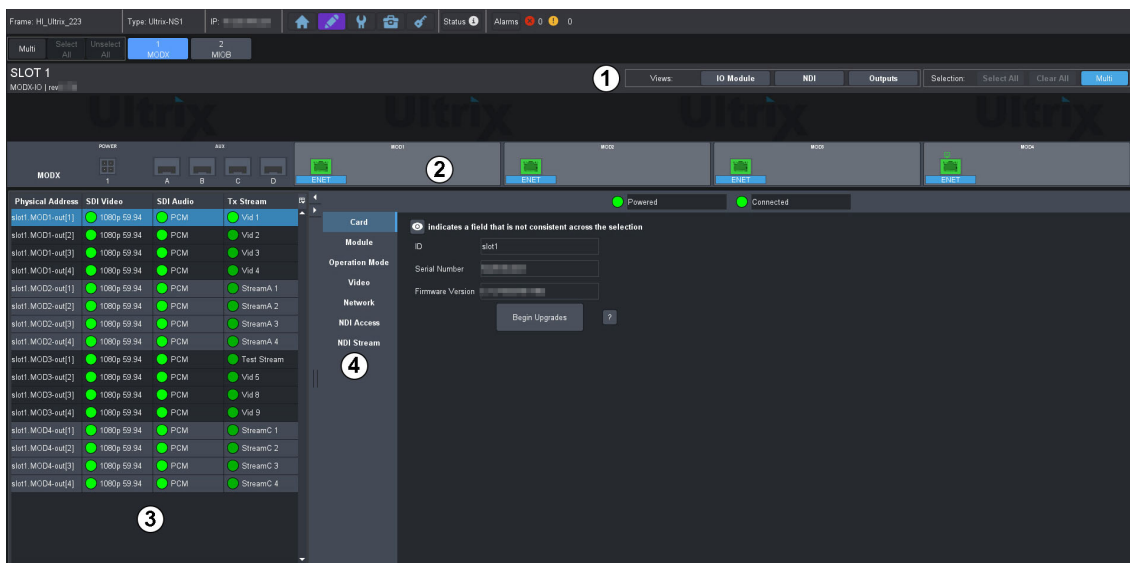 Frame: HI_Ultrix_223 Type: Ultrix-NS1 IP: Status Alarms 0 0
Multi Select All Unselect All 1 MODX 2 MIOB
SLOT 1
MODX-IO | rev
1 Views: IO Module NDI Outputs Selection: Select All Clear All Multi
Ultrix Ultrix Ultrix Ultrix
POWER AUX MOD1 MOD2 MOD3 MOD4
MODX 1 A B C D ENET 2 ENET ENET ENET
Powered Connected
Physical Address SDI Video SDI Audio Tx Stream
slot1.MOD1-out[1] 1080p 59.94 PCM Vid 1
slot1.MOD1-out[2] 1080p 59.94 PCM Vid 2
slot1.MOD1-out[3] 1080p 59.94 PCM Vid 3
slot1.MOD1-out[4] 1080p 59.94 PCM Vid 4
slot1.MOD2-out[1] 1080p 59.94 PCM StreamA 1
slot1.MOD2-out[2] 1080p 59.94 PCM StreamA 2
slot1.MOD2-out[3] 1080p 59.94 PCM StreamA 3
slot1.MOD2-out[4] 1080p 59.94 PCM StreamA 4
slot1.MOD3-out[1] 1080p 59.94 PCM Test Stream
slot1.MOD3-out[2] 1080p 59.94 PCM Vid 5
slot1.MOD3-out[3] 1080p 59.94 PCM Vid 8
slot1.MOD3-out[4] 1080p 59.94 PCM Vid 9
slot1.MOD4-out[1] 1080p 59.94 PCM StreamC 1
slot1.MOD4-out[2] 1080p 59.94 PCM StreamC 2
slot1.MOD4-out[3] 1080p 59.94 PCM StreamC 3
slot1.MOD4-out[4] 1080p 59.94 PCM StreamC 4
3
Card
Module
Operation Mode
Video
Network
NDI Access
NDI Stream
4
indicates a field that is not consistent across the selection
ID slot1
Serial Number
Firmware Version
Begin Upgrades ?